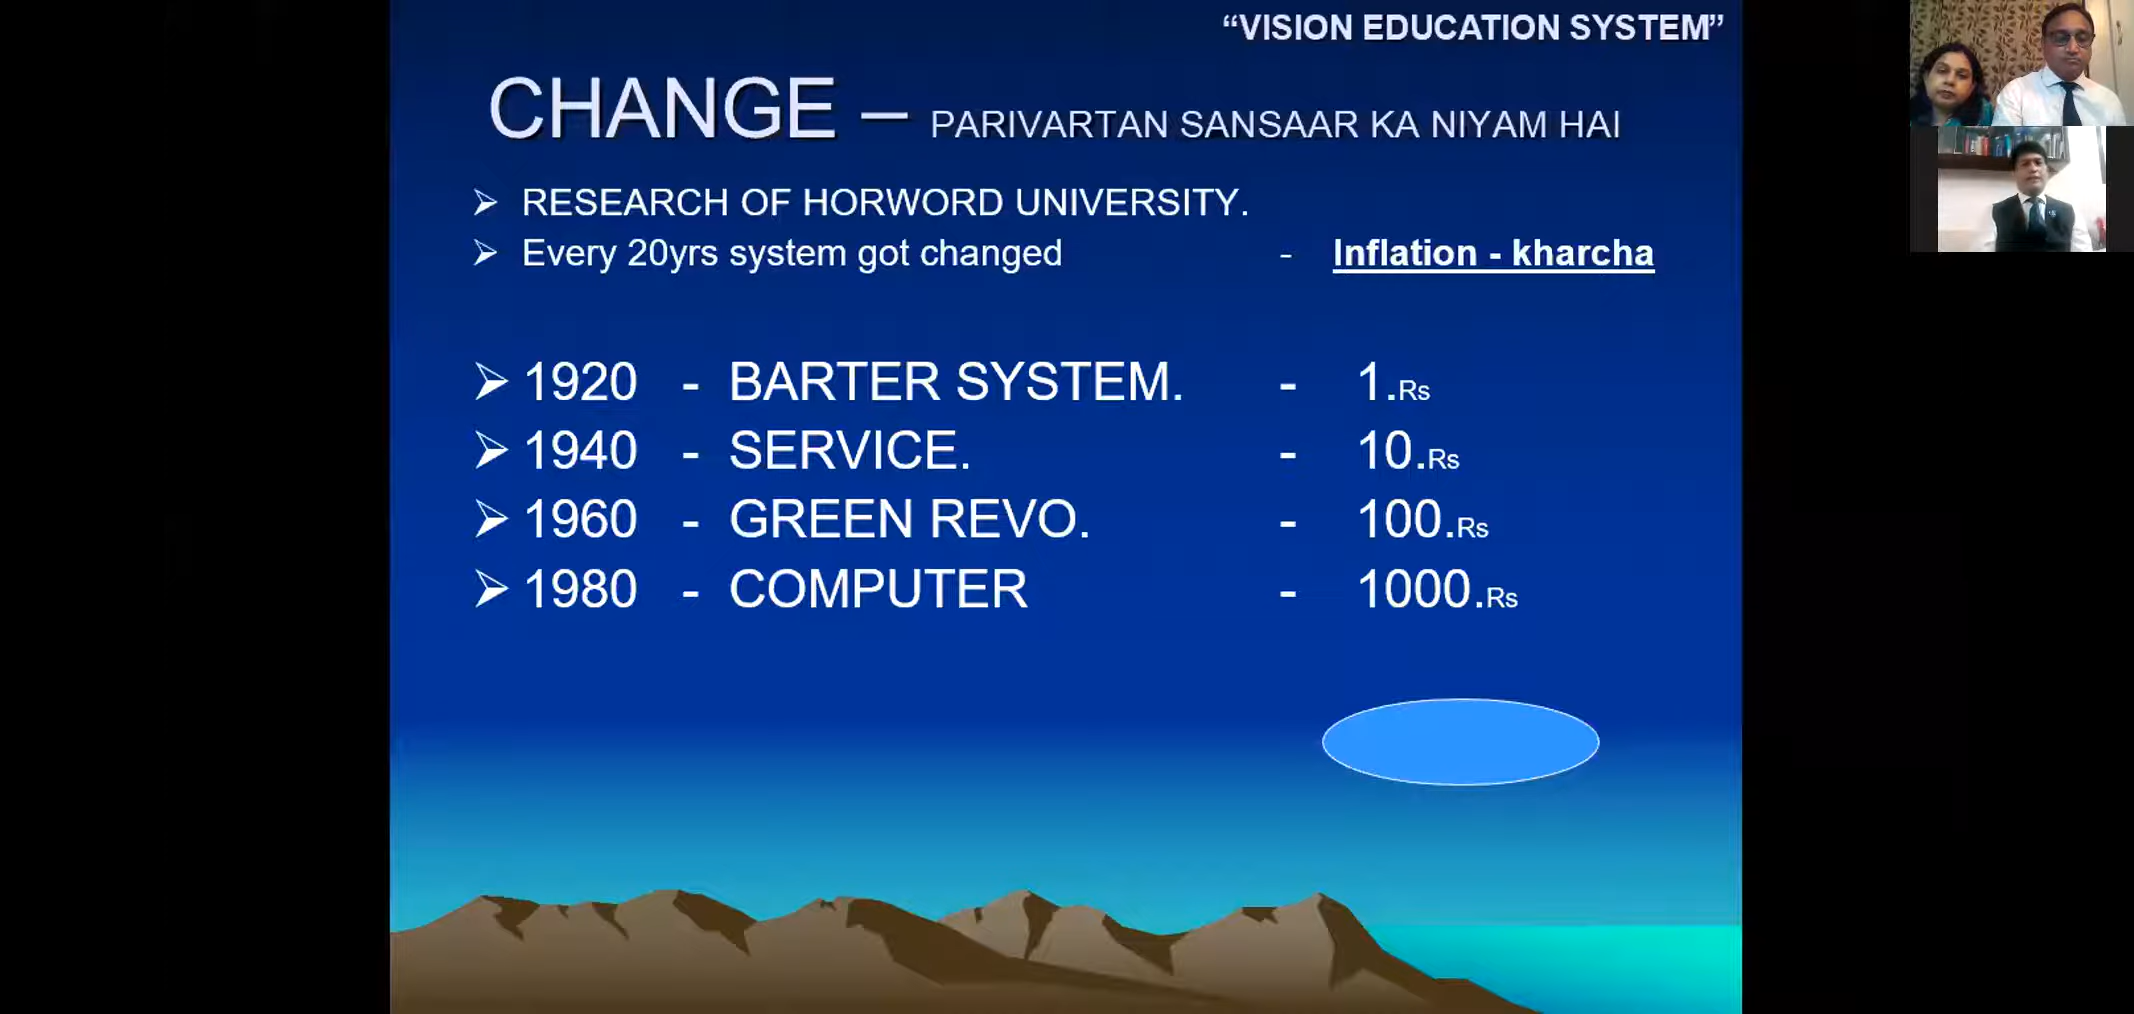 “VISION EDUCATION SYSTEM”
CHANGE – PARIVARTAN SANSAAR KA NIYAM HAI
RESEARCH OF HORWORD UNIVERSITY.
Every 20yrs system got changed - Inflation - kharcha
1920 - BARTER SYSTEM. - 1.Rs
1940 - SERVICE. - 10.Rs
1960 - GREEN REVO. - 100.Rs
1980 - COMPUTER - 1000.Rs